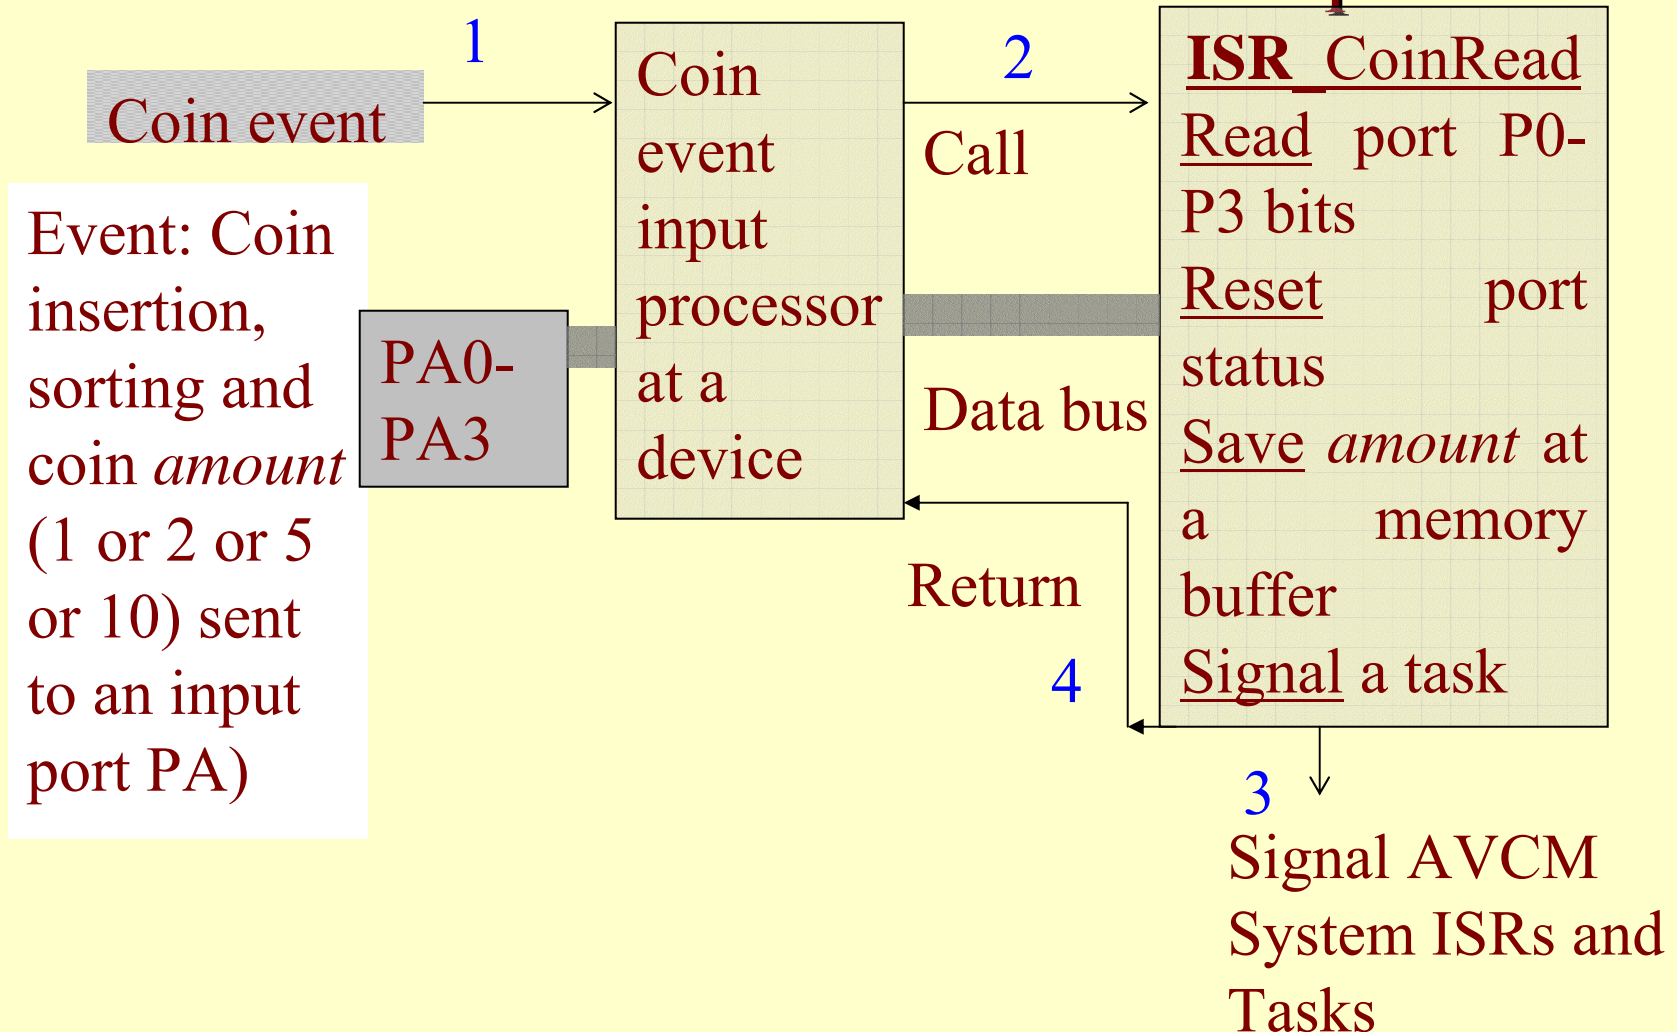 1
Coin event
Event: Coin
insertion,
sorting and
coin amount
(1 or 2 or 5
or 10) sent
to an input
port PA)
PA0-
PA3
Coin
event
input
processor
at a
device
2
Call
Data bus
Return
4
ISR_CoinRead
Read port P0-
P3 bits
Reset port
status
Save amount at
a memory
buffer
Signal a task
3
Signal AVCM
System ISRs and
Tasks